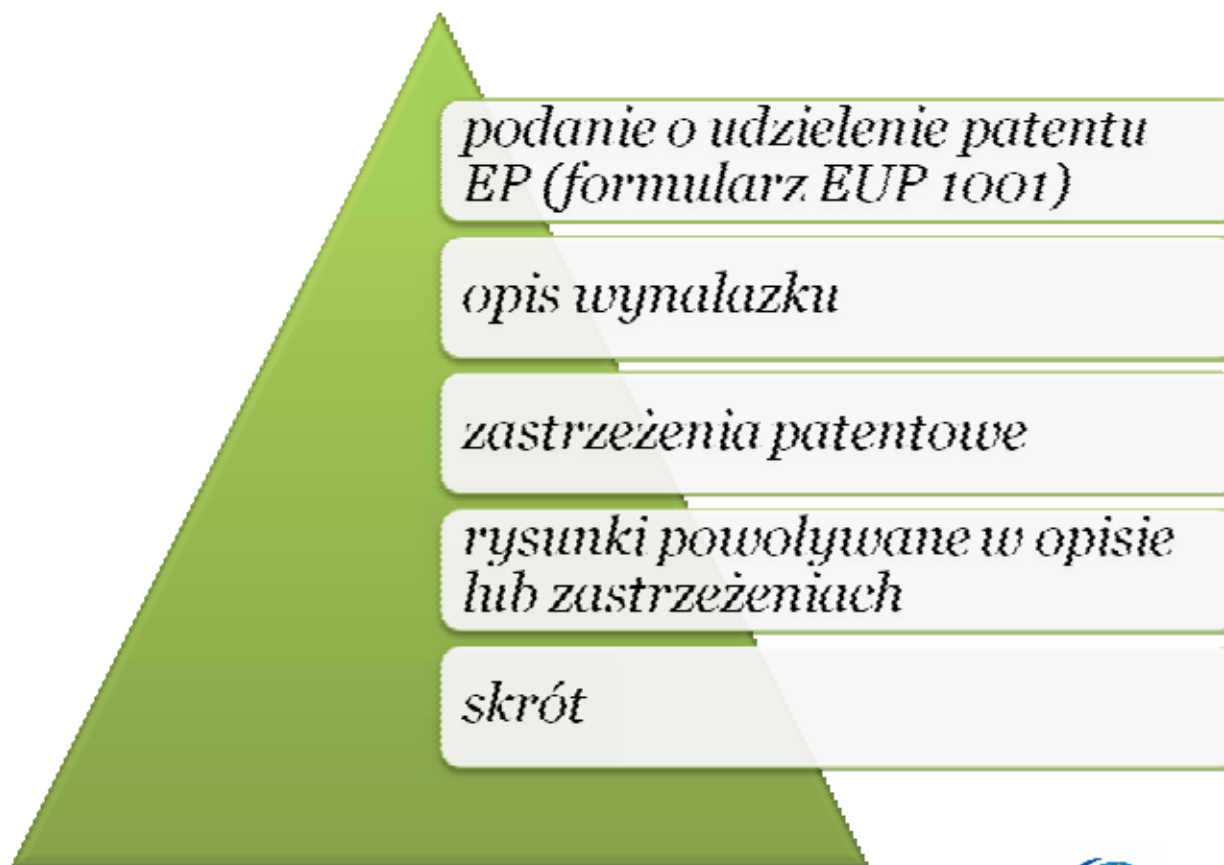 podanie o udzielenie patentu
EP (formularz EUP 1001)
opis wynalazku
zastrzeżenia patentowe
rysunki powoływane w opisie
lub zastrzeżeniach
skrót